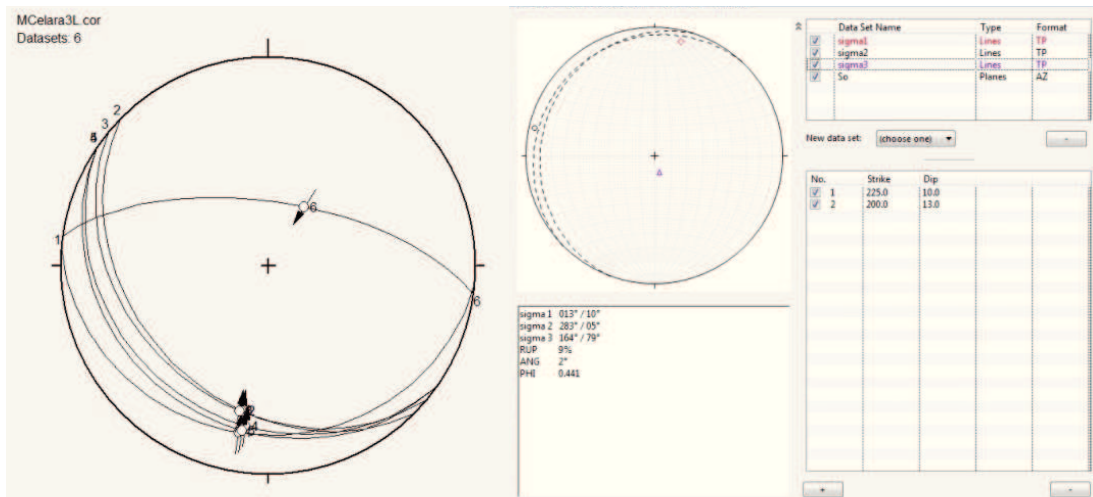 MCelara3L.cor
Datasets: 6
2
3
1
6
6
sigma 1 013° / 10°
sigma 2 283° / 05°
sigma 3 164° / 79°
RUP 9%
ANG 2°
PHI 0.441
Data Set Name Type Format
sigma1 Lines TP
sigma2 Lines TP
sigma3 Lines TP
So Planes AZ
New data set: (choose one) -
No. Strike Dip
1 225.0 10.0
2 200.0 13.0
+ -